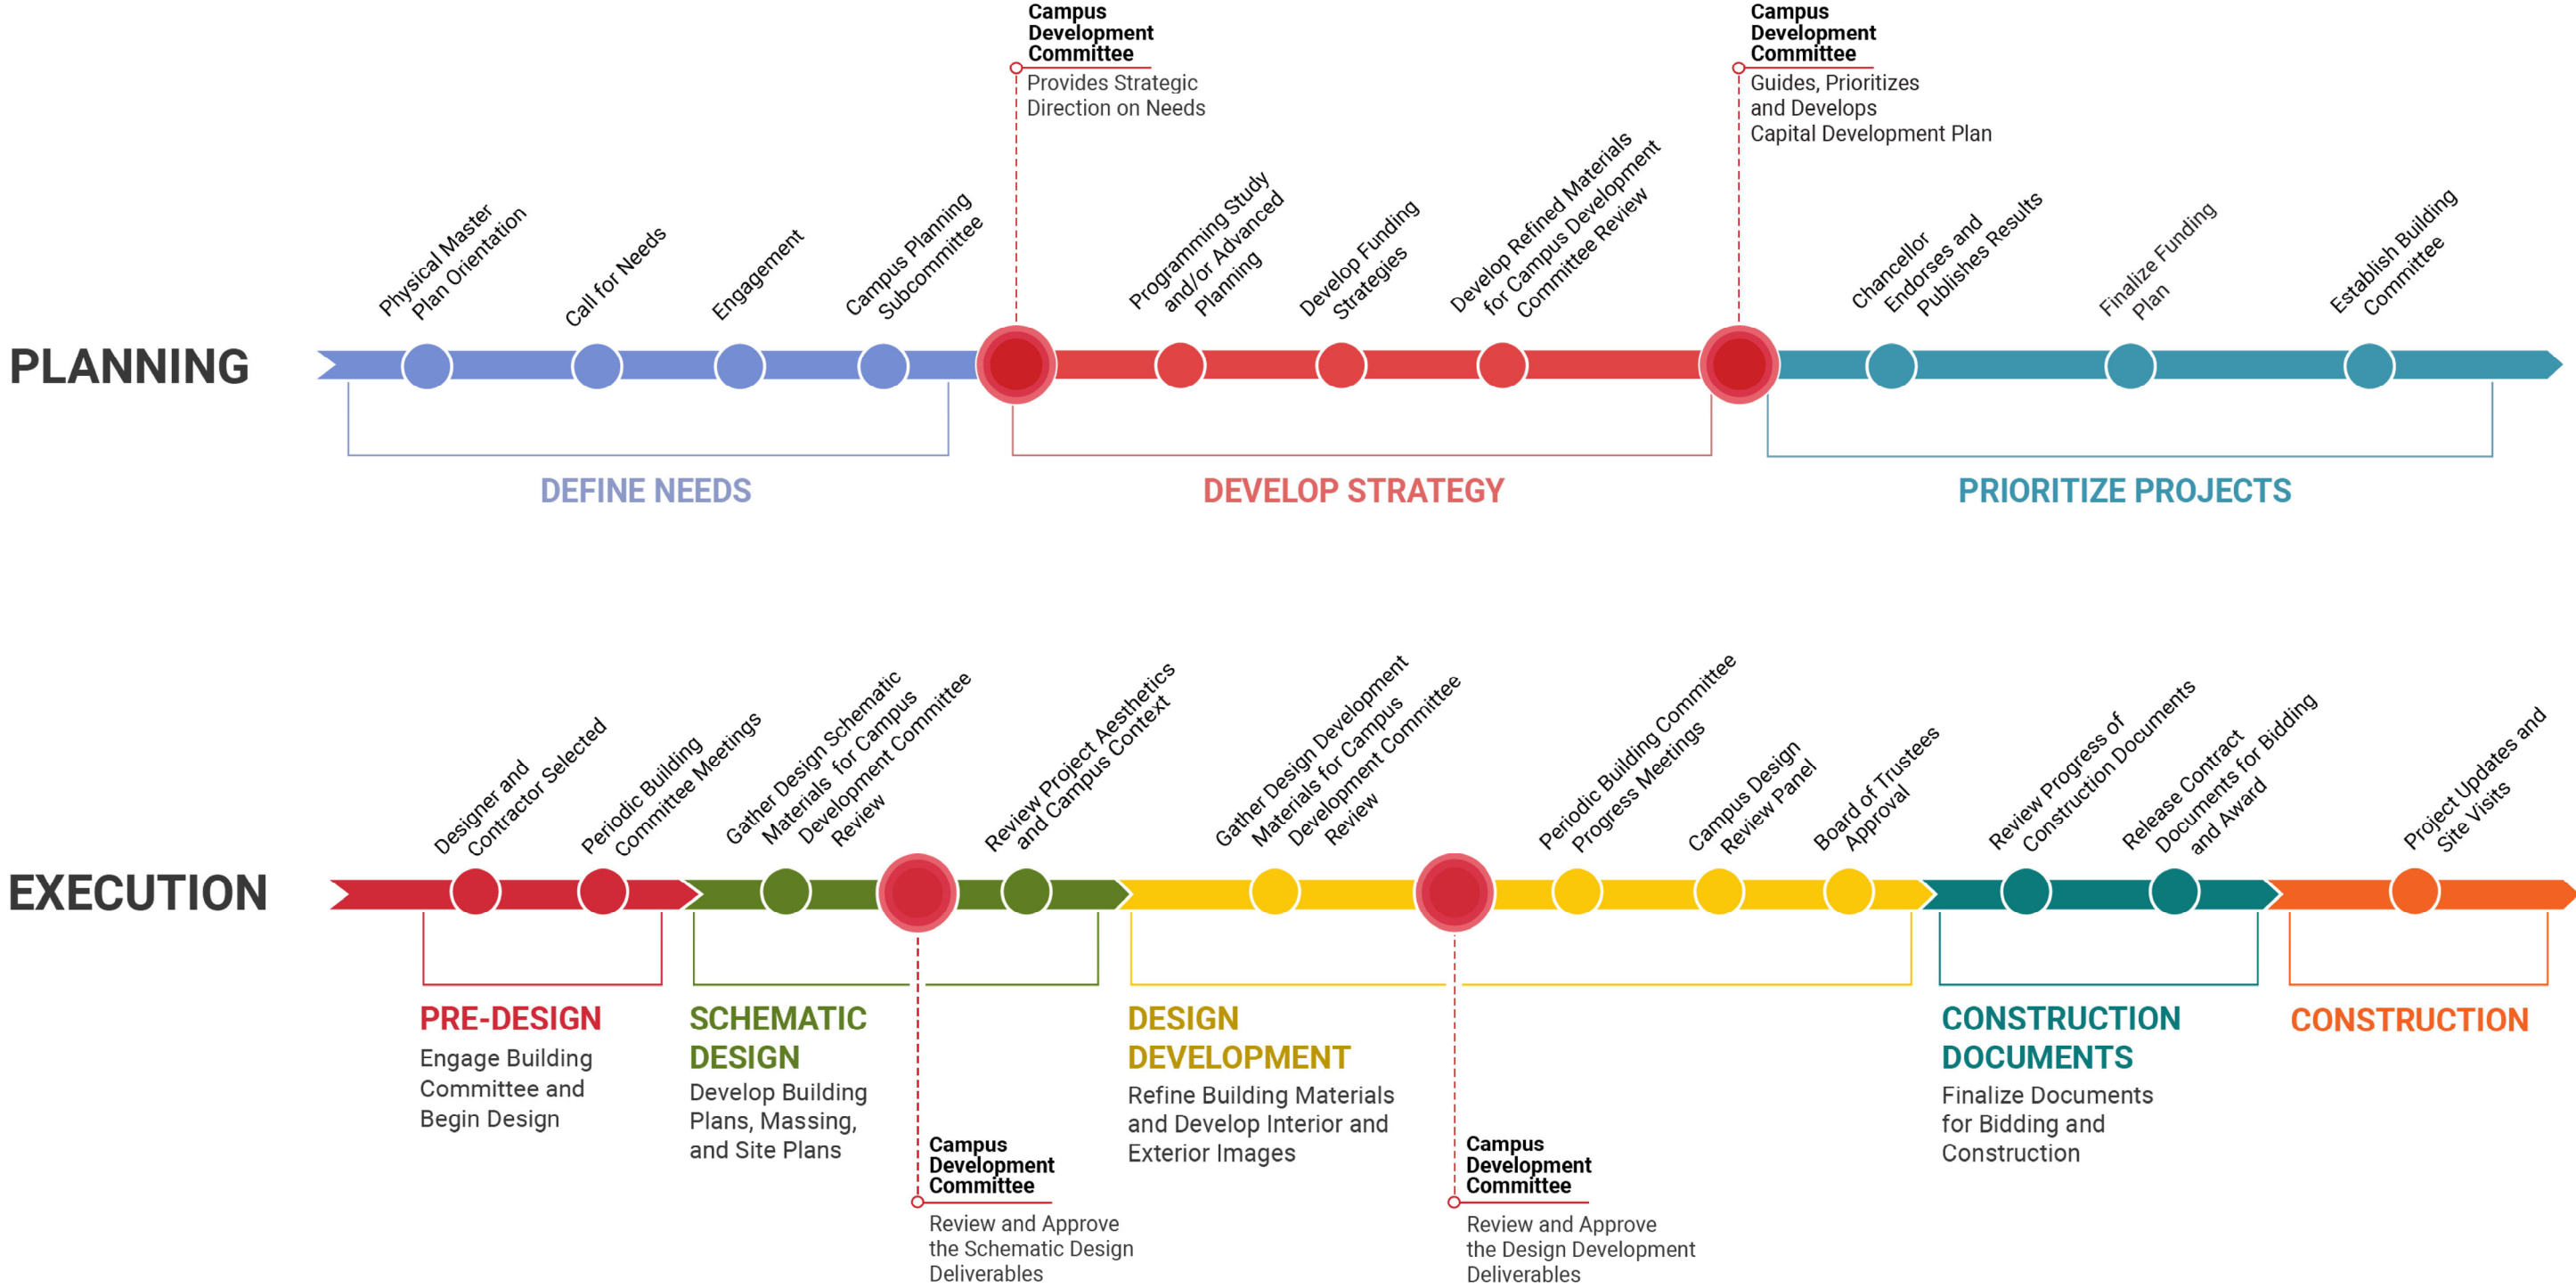 Campus
Development
Committee
Provides Strategic
Direction on Needs
Campus
Development
Committee
Guides, Prioritizes
and Develops
Capital Development Plan
PLANNING
Physical Master
Plan Orientation
Call for Needs
Engagement
Campus Planning
Subcommittee
Programming Study
and/or Advanced
Planning
Develop Funding
Strategies
Develop Refined Materials
for Campus Development
Committee Review
Chancellor
Endorses and
Publishes Results
Finalize Funding
Plan
Establish Building
Committee
DEFINE NEEDS
DEVELOP STRATEGY
PRIORITIZE PROJECTS
EXECUTION
Designer and
Contractor Selected
Periodic Building
Committee Meetings
Gather Design Schematic
Materials for Campus
Development Committee
Review
Review Project Aesthetics
and Campus Context
Gather Design Development
Materials for Campus
Development Committee
Review
Periodic Building Committee
Progress Meetings
Campus Design
Review Panel
Board of Trustees
Approval
Review Progress of
Construction Documents
Release Contract
Documents for Bidding
and Award
Project Updates and
Site Visits
PRE-DESIGN
Engage Building
Committee and
Begin Design
SCHEMATIC
DESIGN
Develop Building
Plans, Massing,
and Site Plans
Campus
Development
Committee
Review and Approve
the Schematic Design
Deliverables
DESIGN
DEVELOPMENT
Refine Building Materials
and Develop Interior and
Exterior Images
Campus
Development
Committee
Review and Approve
the Design Development
Deliverables
CONSTRUCTION
DOCUMENTS
Finalize Documents
for Bidding and
Construction
CONSTRUCTION